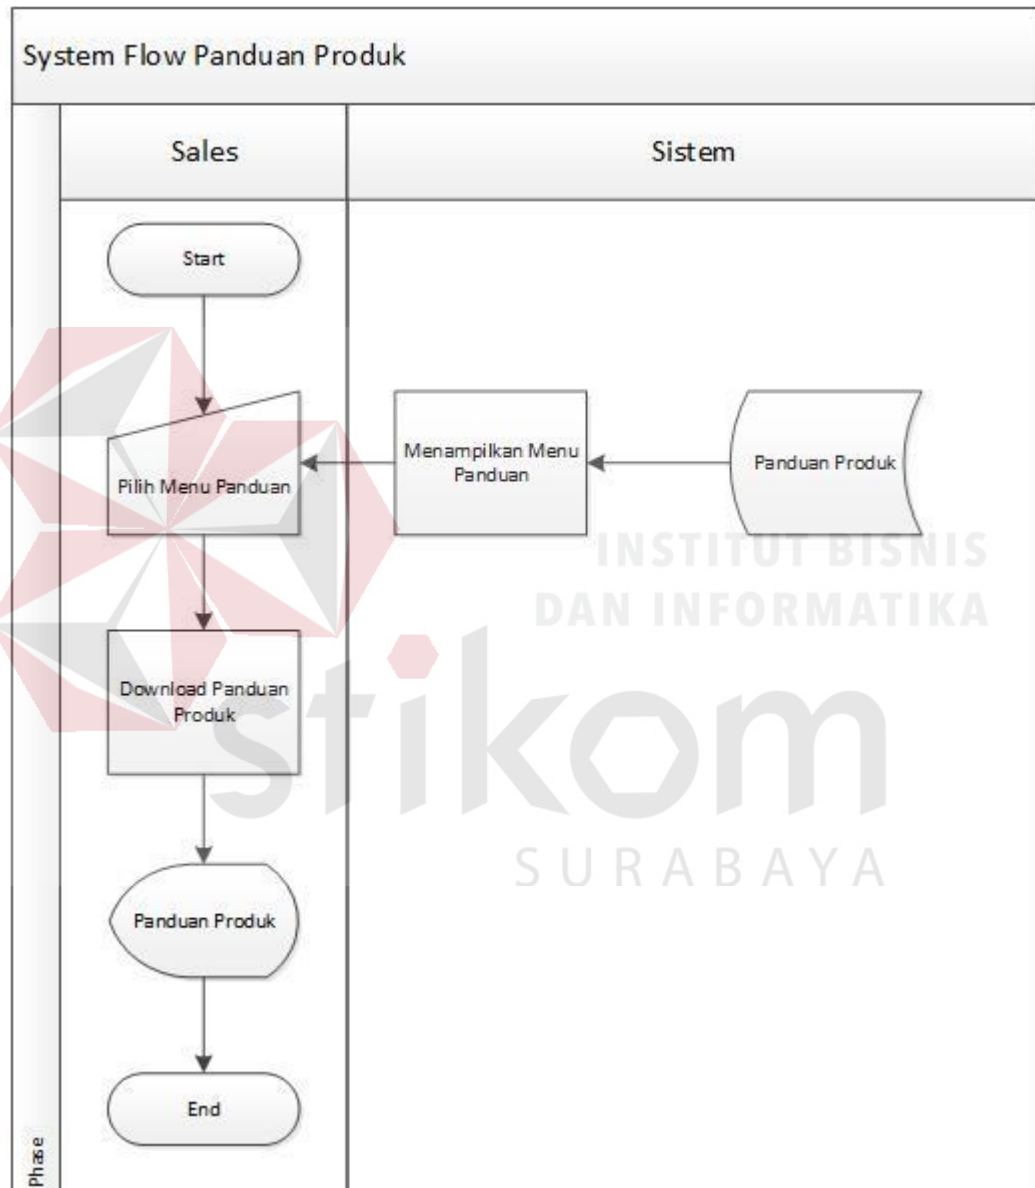 System Flow Panduan Produk
Sales
Sistem
Start
Pilih Menu Panduan
Menampilkan Menu
Panduan
Panduan Produk
INSTITUT BISNIS
DAN INFORMATIKA
stikom
SURABAYA
Download Panduan
Produk
Panduan Produk
End
Phase